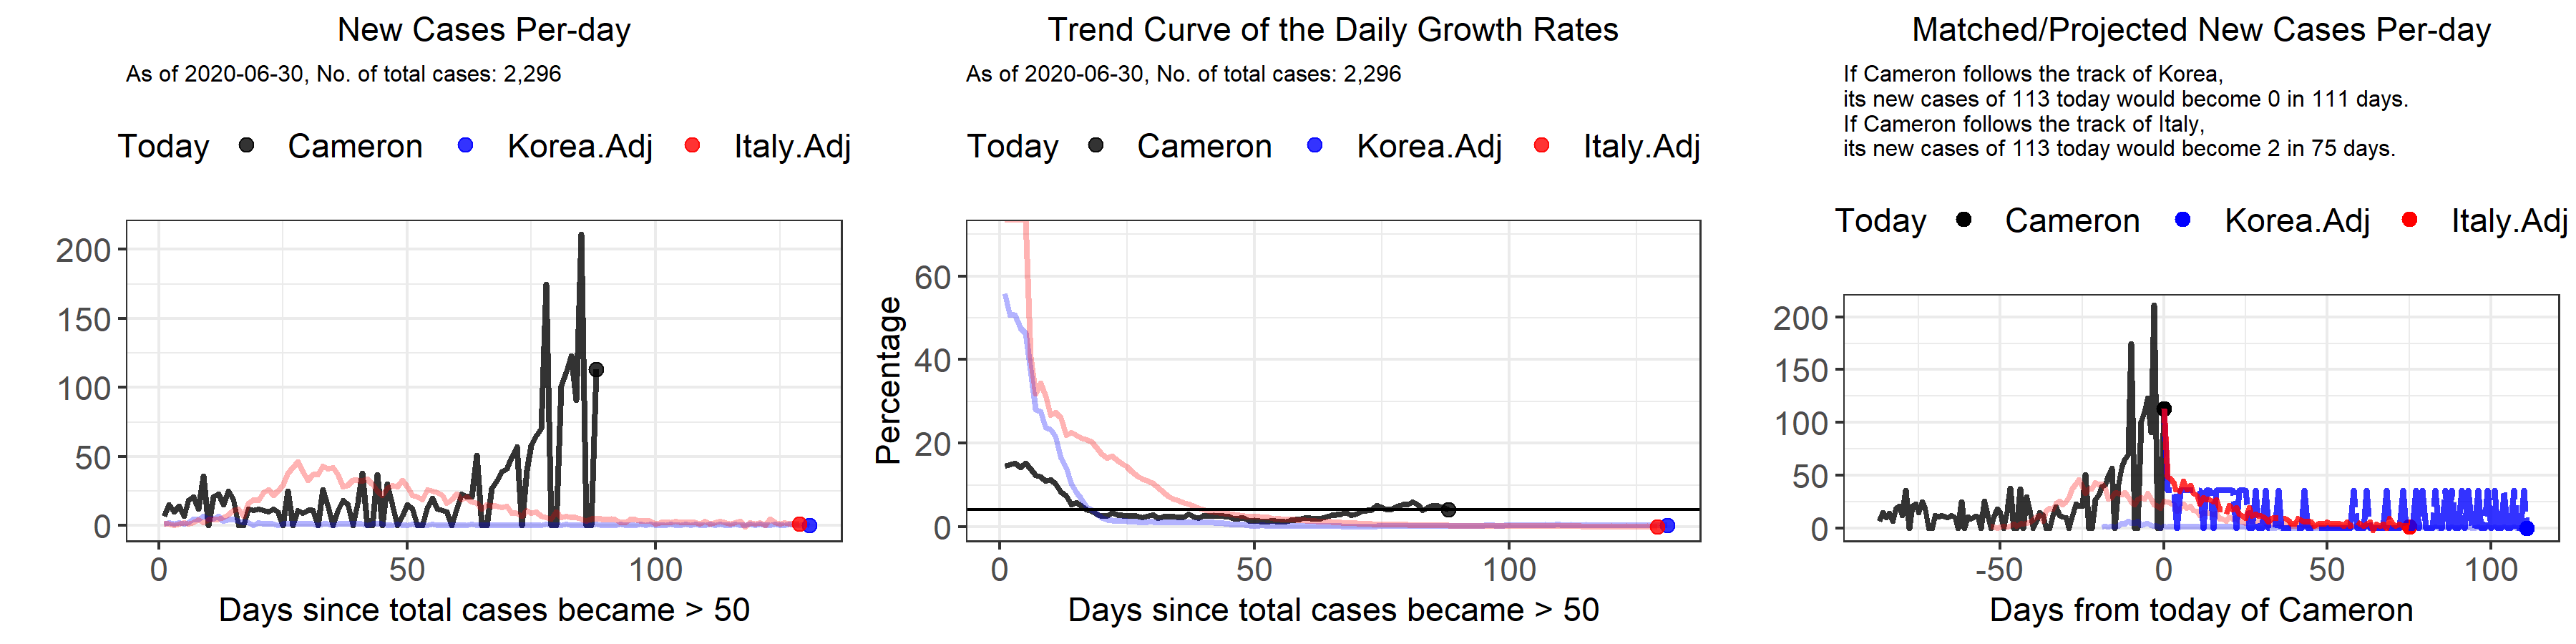 New Cases Per-day
As of 2020-06-30, No. of total cases: 2,296
Today Cameron Korea.Adj Italy.Adj
200
150
100
50
0
0 50 100
Days since total cases became > 50
Trend Curve of the Daily Growth Rates
As of 2020-06-30, No. of total cases: 2,296
Today Cameron Korea.Adj Italy.Adj
Percentage
60
40
20
0
0 50 100
Days since total cases became > 50
Matched/Projected New Cases Per-day
If Cameron follows the track of Korea,
its new cases of 113 today would become 0 in 111 days.
If Cameron follows the track of Italy,
its new cases of 113 today would become 2 in 75 days.
Today Cameron Korea.Adj Italy.Adj
200
150
100
50
0
-50 0 50 100
Days from today of Cameron